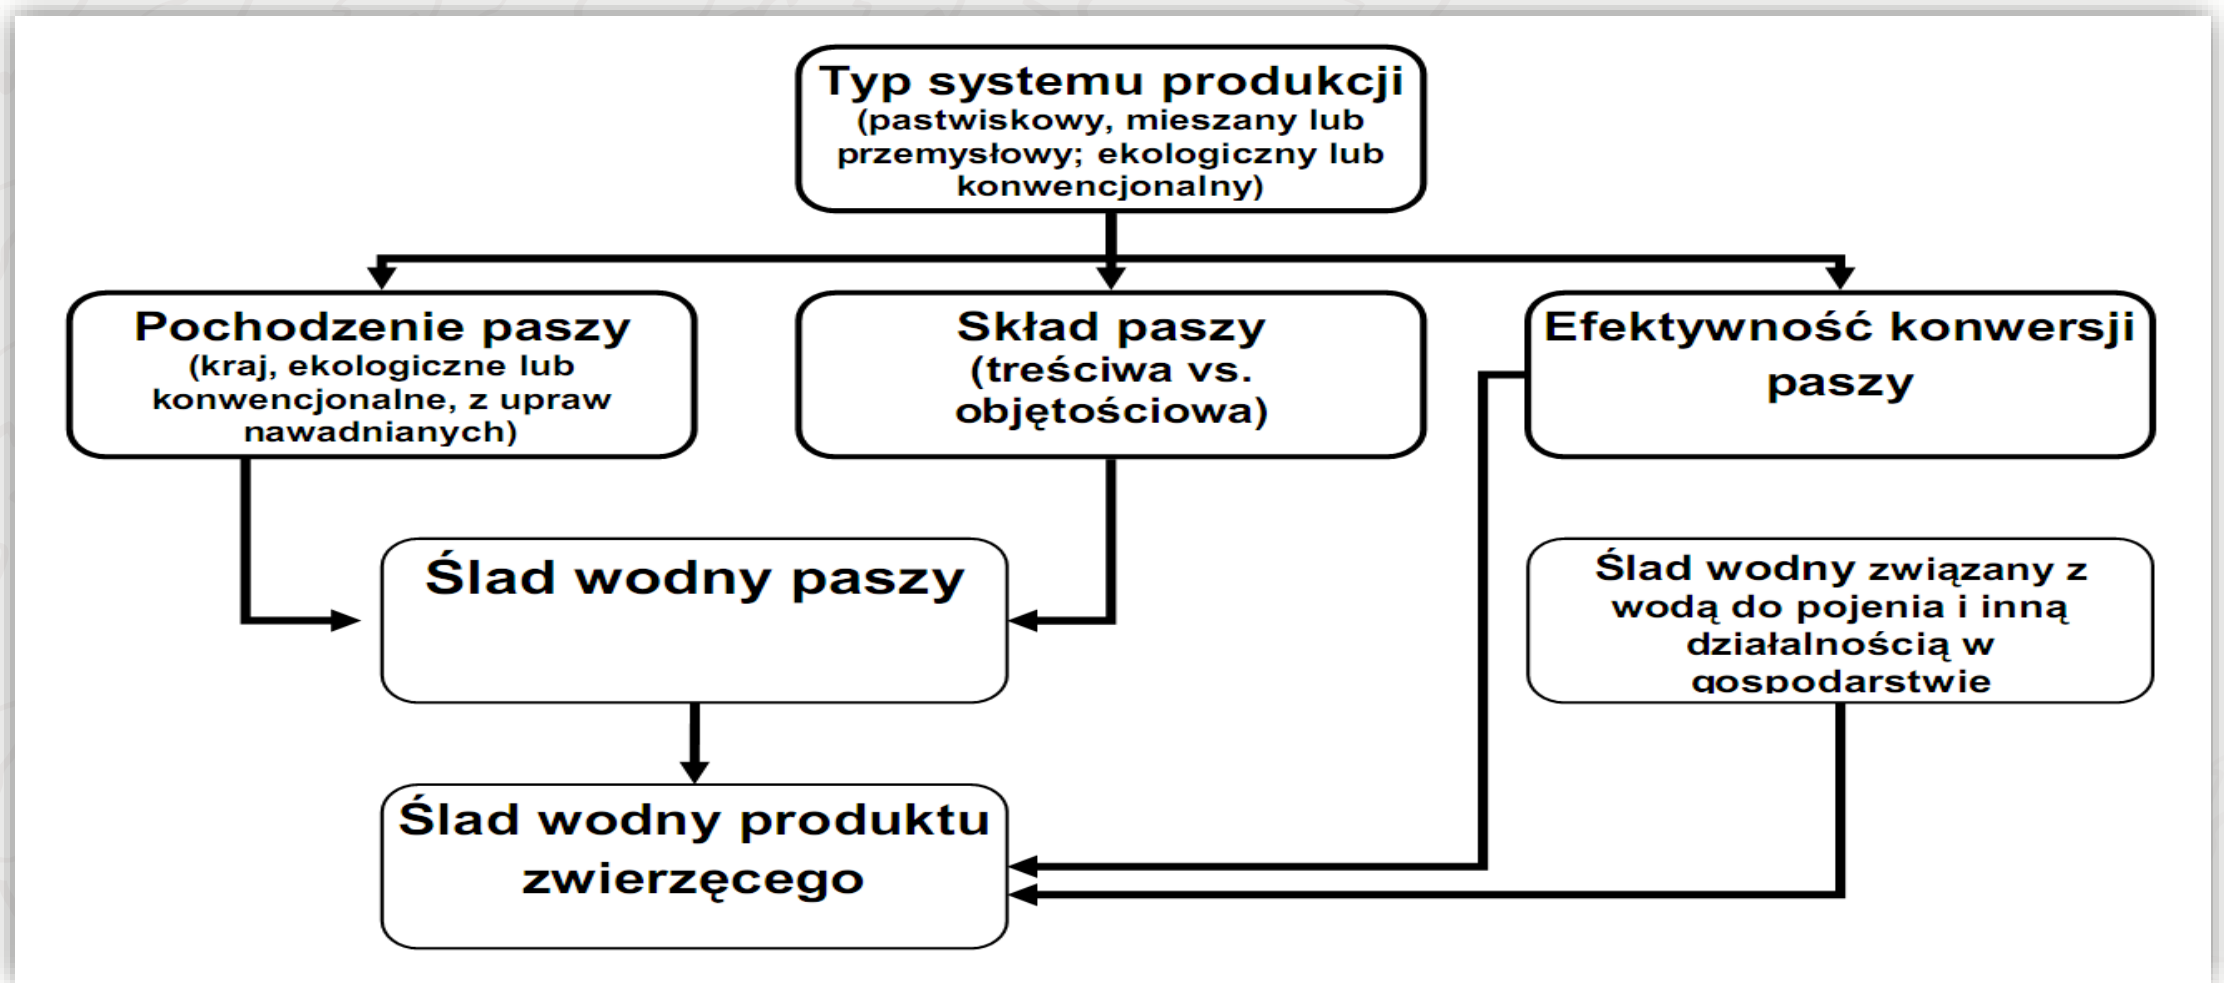 Typ systemu produkcji
(pastwiskowy, mieszany lub
przemysłowy; ekologiczny lub
konwencjonalny)
Pochodzenie paszy
(kraj, ekologiczne lub
konwencjonalne, z upraw
nawadnianych)
Skład paszy
(treściwa vs.
objętościowa)
Efektywność konwersji
paszy
Ślad wodny paszy
Ślad wodny związany z
wodą do pojenia i inną
działalnością w
gospodarstwie
Ślad wodny produktu
zwierzęcego